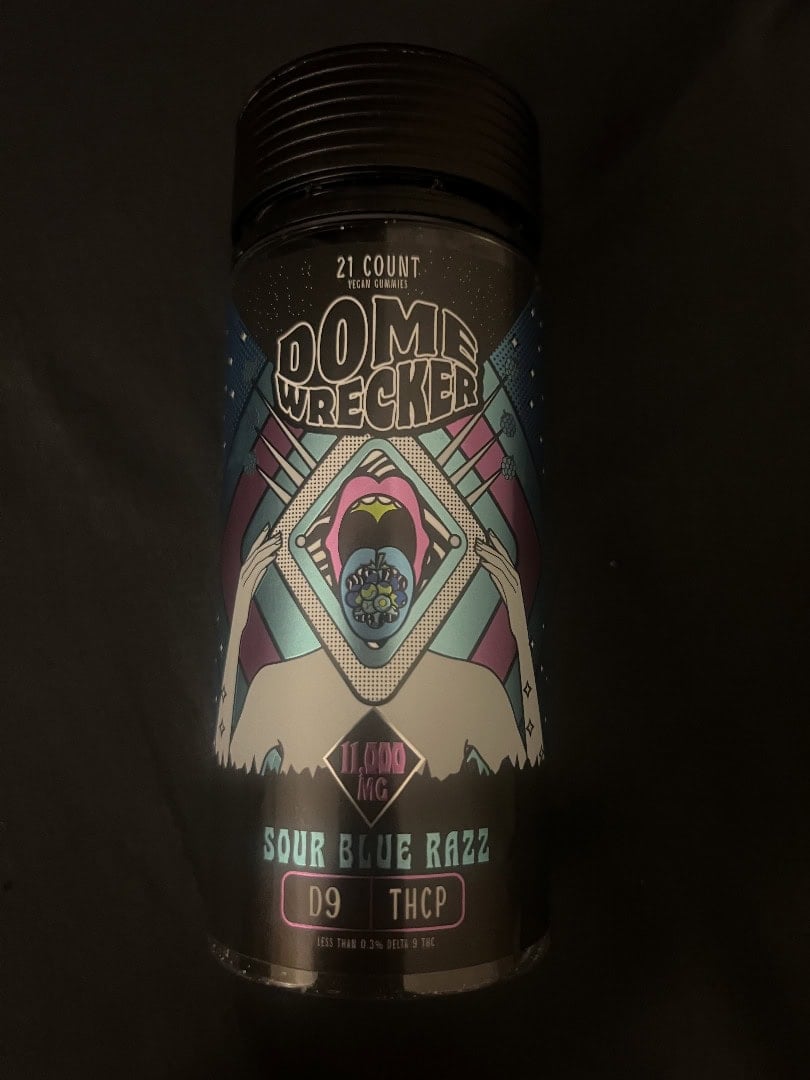 21 COUNT
VEGAN GUMMIES
DOME
WRECKER
11,000
MG
SOUR BLUE RAZZ
D9 THCP
LESS THAN 0.3% DELTA 9 THC